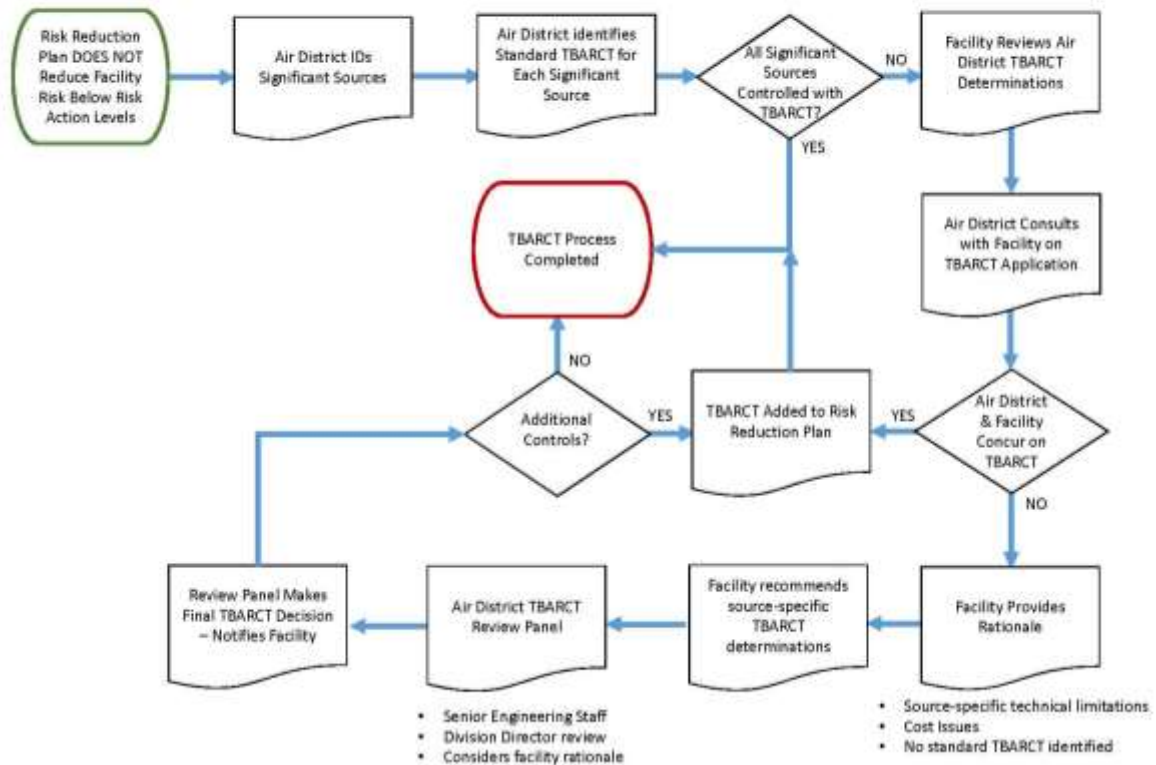 Risk Reduction
Plan DOES NOT
Reduce Facility
Risk Below Risk
Action Levels
Air District IDs
Significant Sources
Air District identifies
Standard TBARCT for
Each Significant
Source
All Significant
Sources
Controlled with
TBARCT?
NO
YES
Facility Reviews Air
District TBARCT
Determinations
TBARCT Process
Completed
Air District Consults
with Facility on
TBARCT Application
NO
Additional
Controls?
YES
TBARCT Added to Risk
Reduction Plan
YES
Air District
& Facility
Concur on
TBARCT
NO
Review Panel Makes
Final TBARCT Decision
– Notifies Facility
Air District TBARCT
Review Panel
Facility recommends
source-specific
TBARCT
determinations
Facility Provides
Rationale
• Senior Engineering Staff
• Division Director review
• Considers facility rationale
• Source-specific technical limitations
• Cost Issues
• No standard TBARCT identified